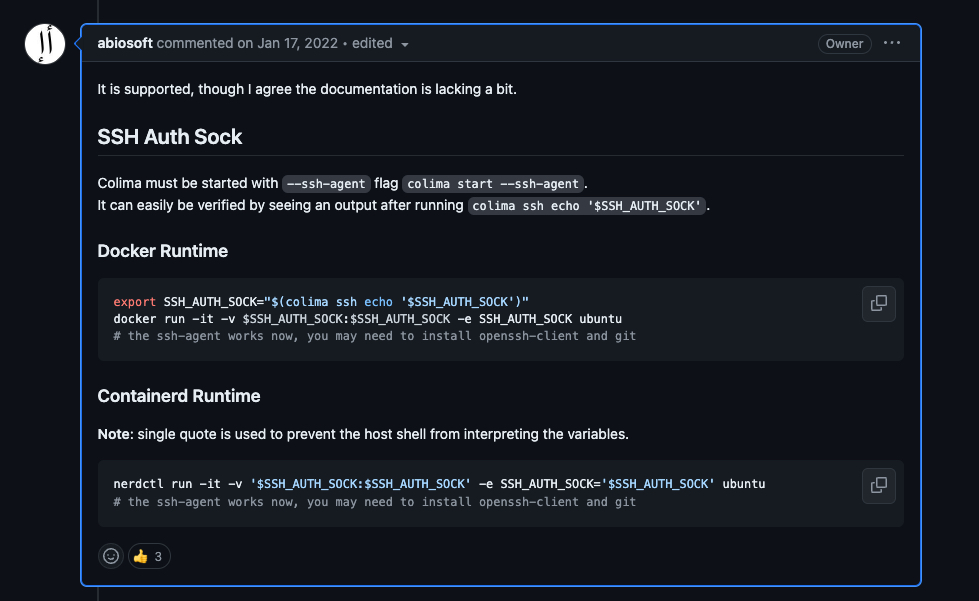 abiosoft commented on Jan 17, 2022 • edited
Owner
It is supported, though I agree the documentation is lacking a bit.
SSH Auth Sock
Colima must be started with --ssh-agent flag colima start --ssh-agent.
It can easily be verified by seeing an output after running colima ssh echo '$SSH_AUTH_SOCK'.
Docker Runtime
export SSH_AUTH_SOCK="$(colima ssh echo '$SSH_AUTH_SOCK')"
docker run -it -v $SSH_AUTH_SOCK:$SSH_AUTH_SOCK -e SSH_AUTH_SOCK ubuntu
# the ssh-agent works now, you may need to install openssh-client and git
Containerd Runtime
Note: single quote is used to prevent the host shell from interpreting the variables.
nerdctl run -it -v '$SSH_AUTH_SOCK:$SSH_AUTH_SOCK' -e SSH_AUTH_SOCK='$SSH_AUTH_SOCK' ubuntu
# the ssh-agent works now, you may need to install openssh-client and git
👍 3